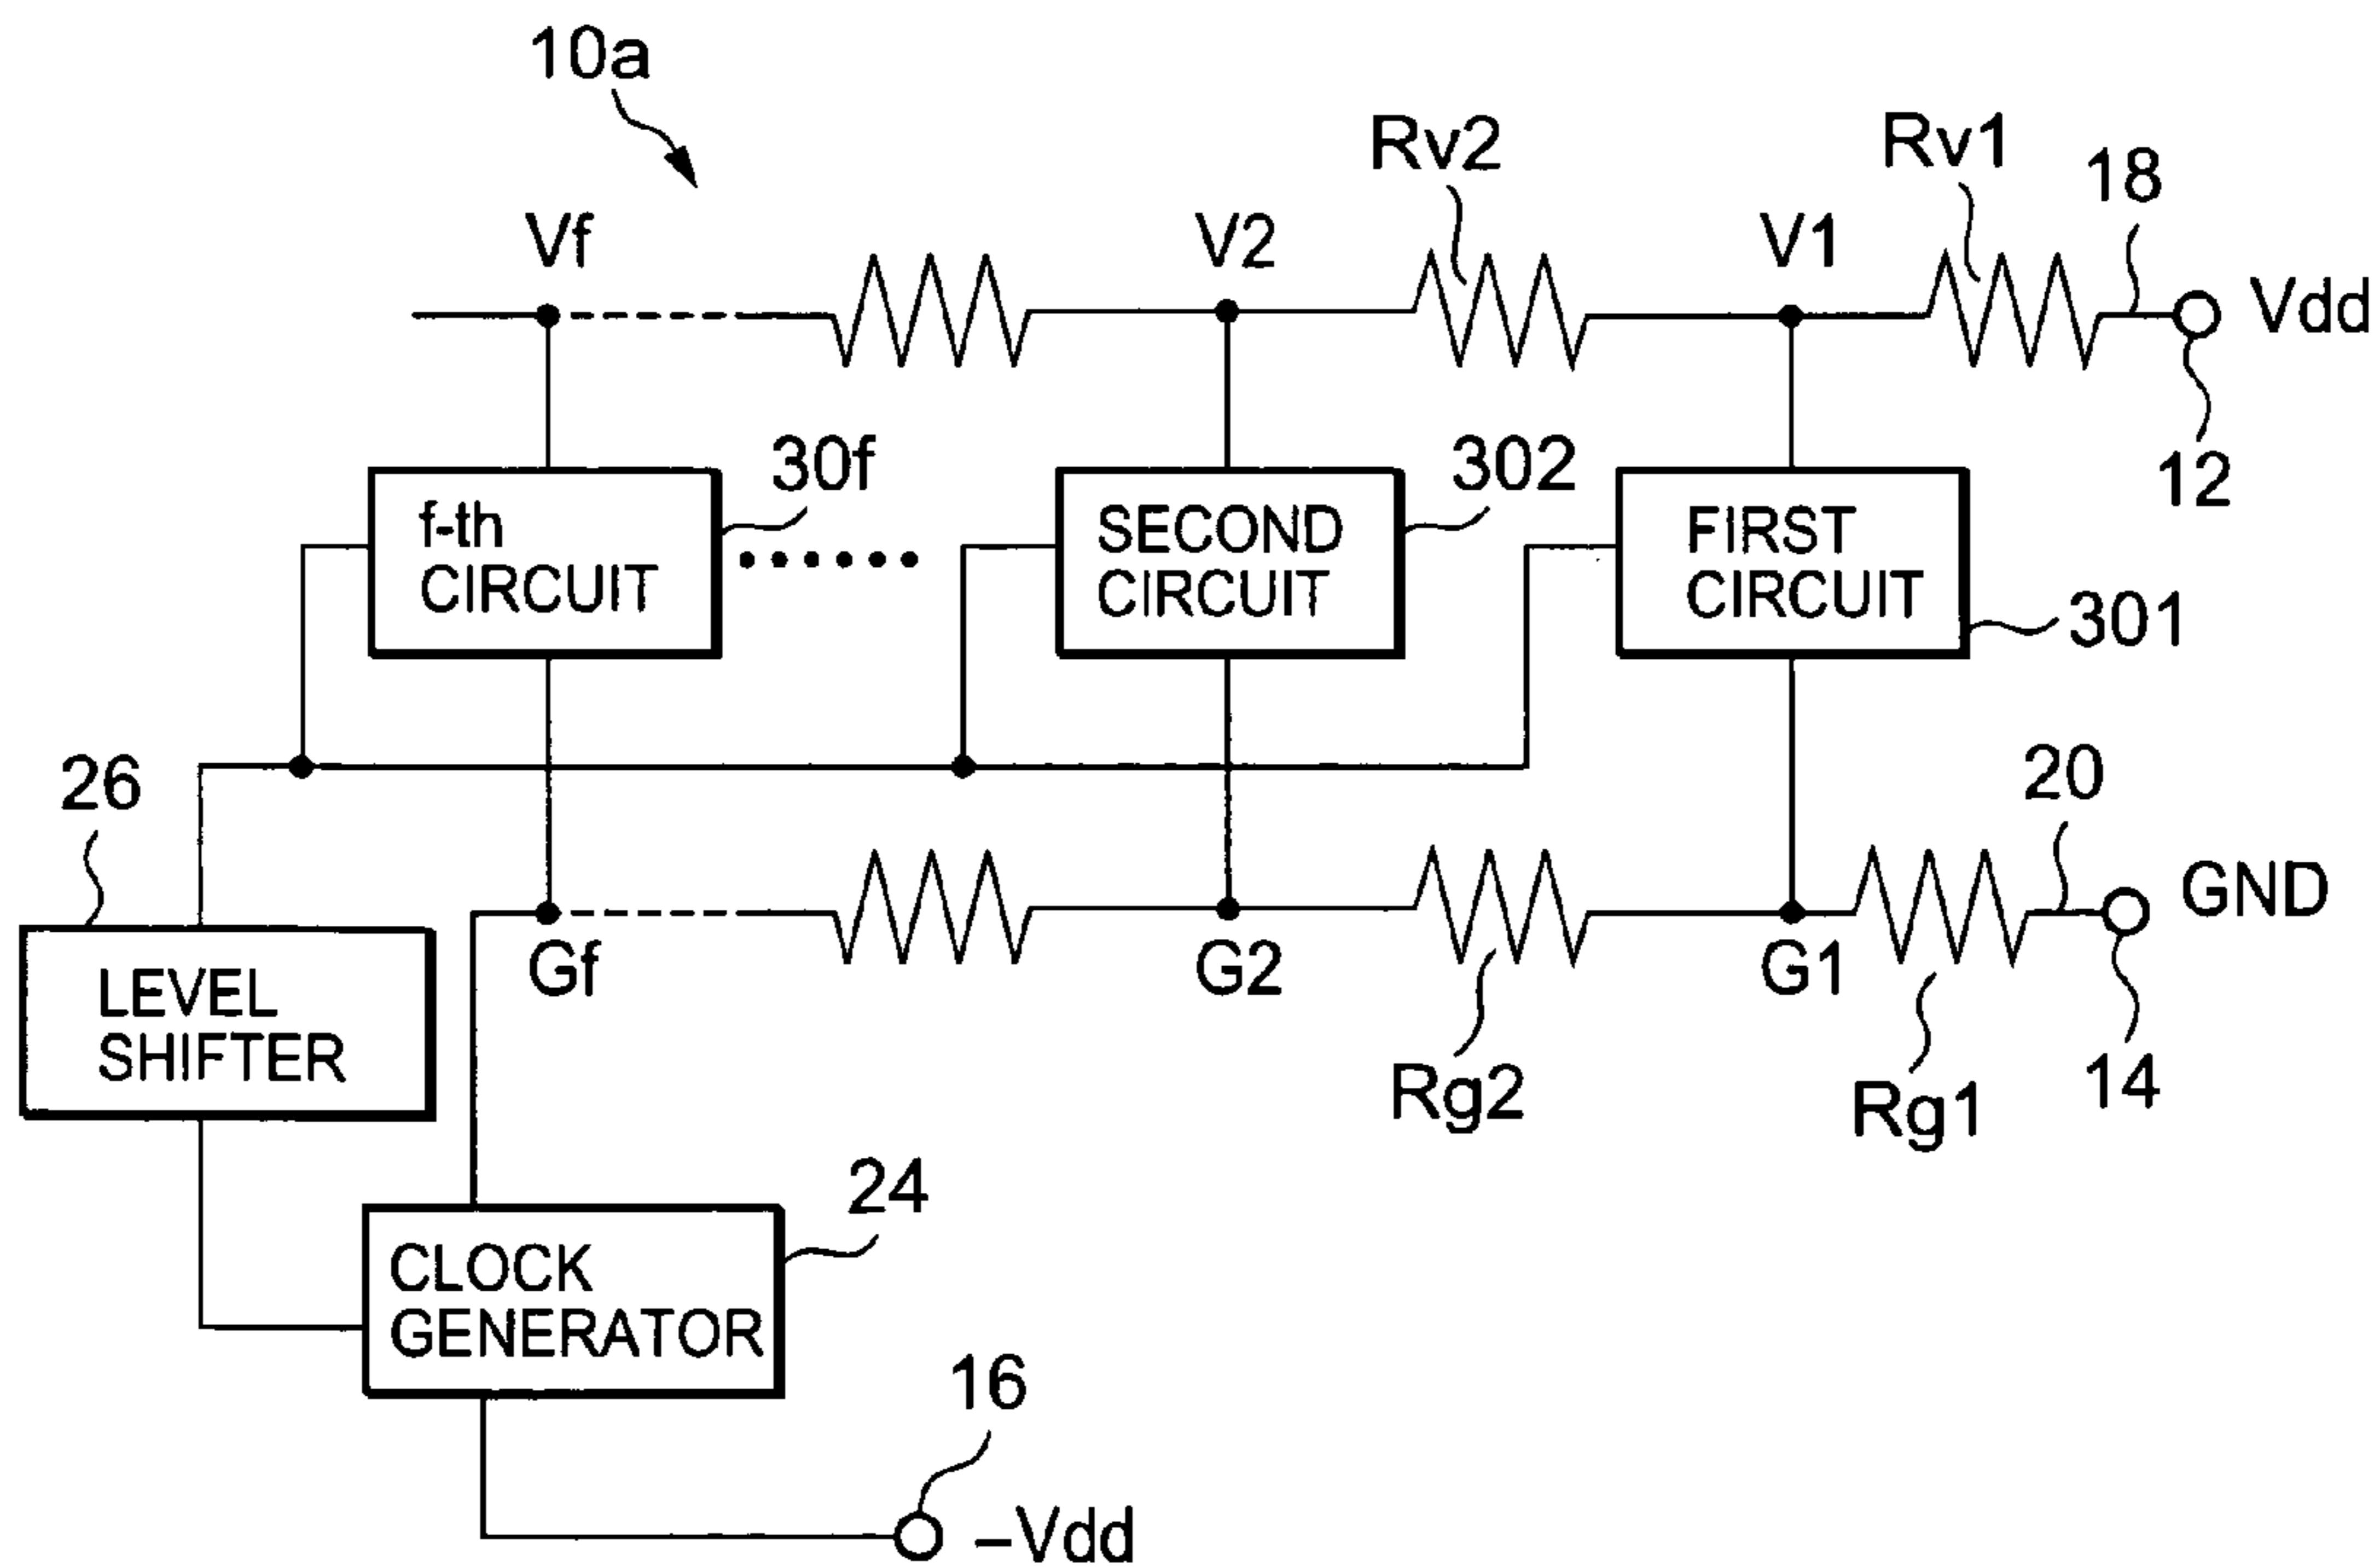 10a
Rv2
Rv1
18
Vf
V2
V1
Vdd
30f
302
12
f-th
CIRCUIT
SECOND
CIRCUIT
FIRST
CIRCUIT
301
26
20
GND
LEVEL
SHIFTER
Gf
G2
G1
Rg2
Rg1
14
24
CLOCK
GENERATOR
16
–Vdd